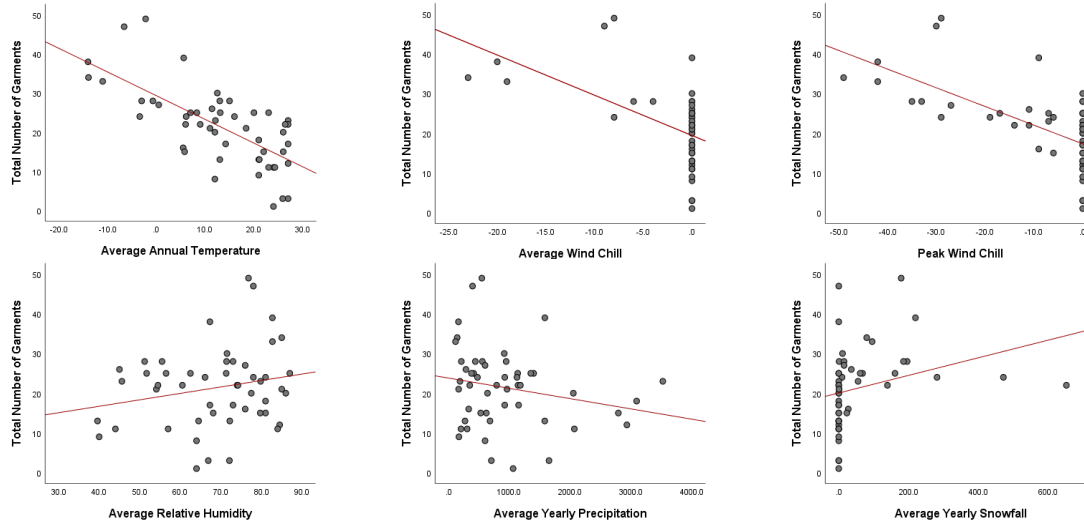 Total Number of Garments
50
40
30
20
10
0
-20.0 -10.0 .0 10.0 20.0 30.0
Average Annual Temperature
Total Number of Garments
50
40
30
20
10
0
-25.0 -20.0 -15.0 -10.0 -5.0 .0
Average Wind Chill
Total Number of Garments
50
40
30
20
10
0
-50.0 -40.0 -30.0 -20.0 -10.0 .0
Peak Wind Chill
Total Number of Garments
50
40
30
20
10
0
30.0 40.0 50.0 60.0 70.0 80.0 90.0
Average Relative Humidity
Total Number of Garments
50
40
30
20
10
0
.0 1000.0 2000.0 3000.0 4000.0
Average Yearly Precipitation
Total Number of Garments
50
40
30
20
10
0
.0 200.0 400.0 600.0
Average Yearly Snowfall